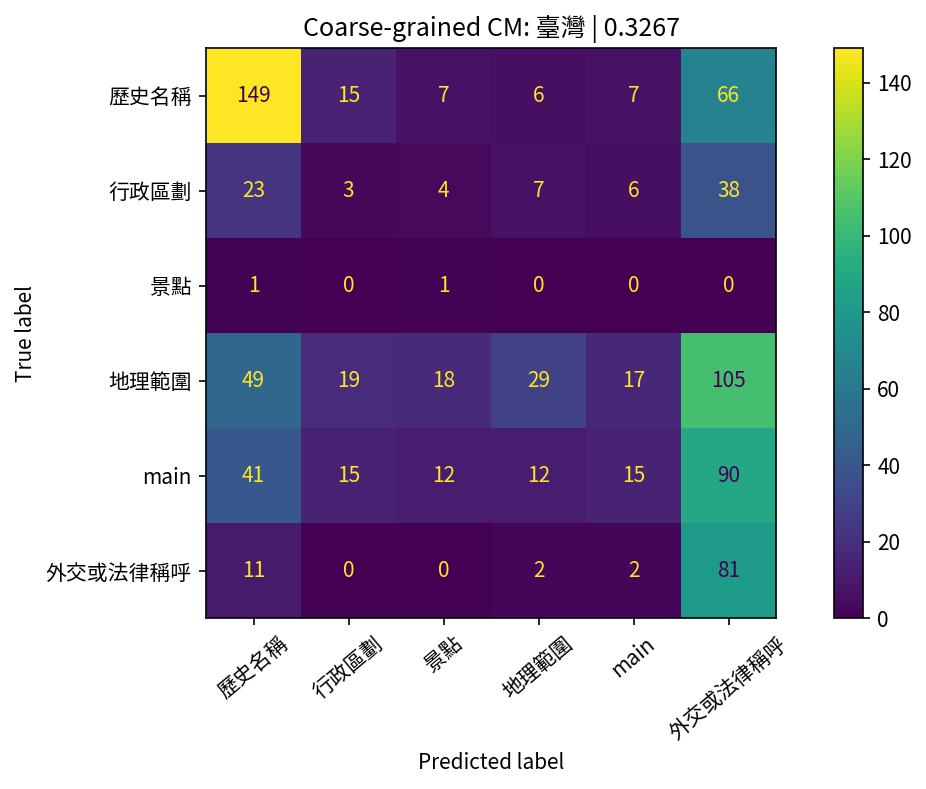 Coarse-grained CM: 臺灣 | 0.3267
True label
歷史名稱 149 15 7 6 7 66
行政區劃 23 3 4 7 6 38
景點 1 0 1 0 0 0
地理範圍 49 19 18 29 17 105
main 41 15 12 12 15 90
外交或法律稱呼 11 0 0 2 2 81
歷史名稱 行政區劃 景點 地理範圍 main 外交或法律稱呼
Predicted label
140
120
100
80
60
40
20
0